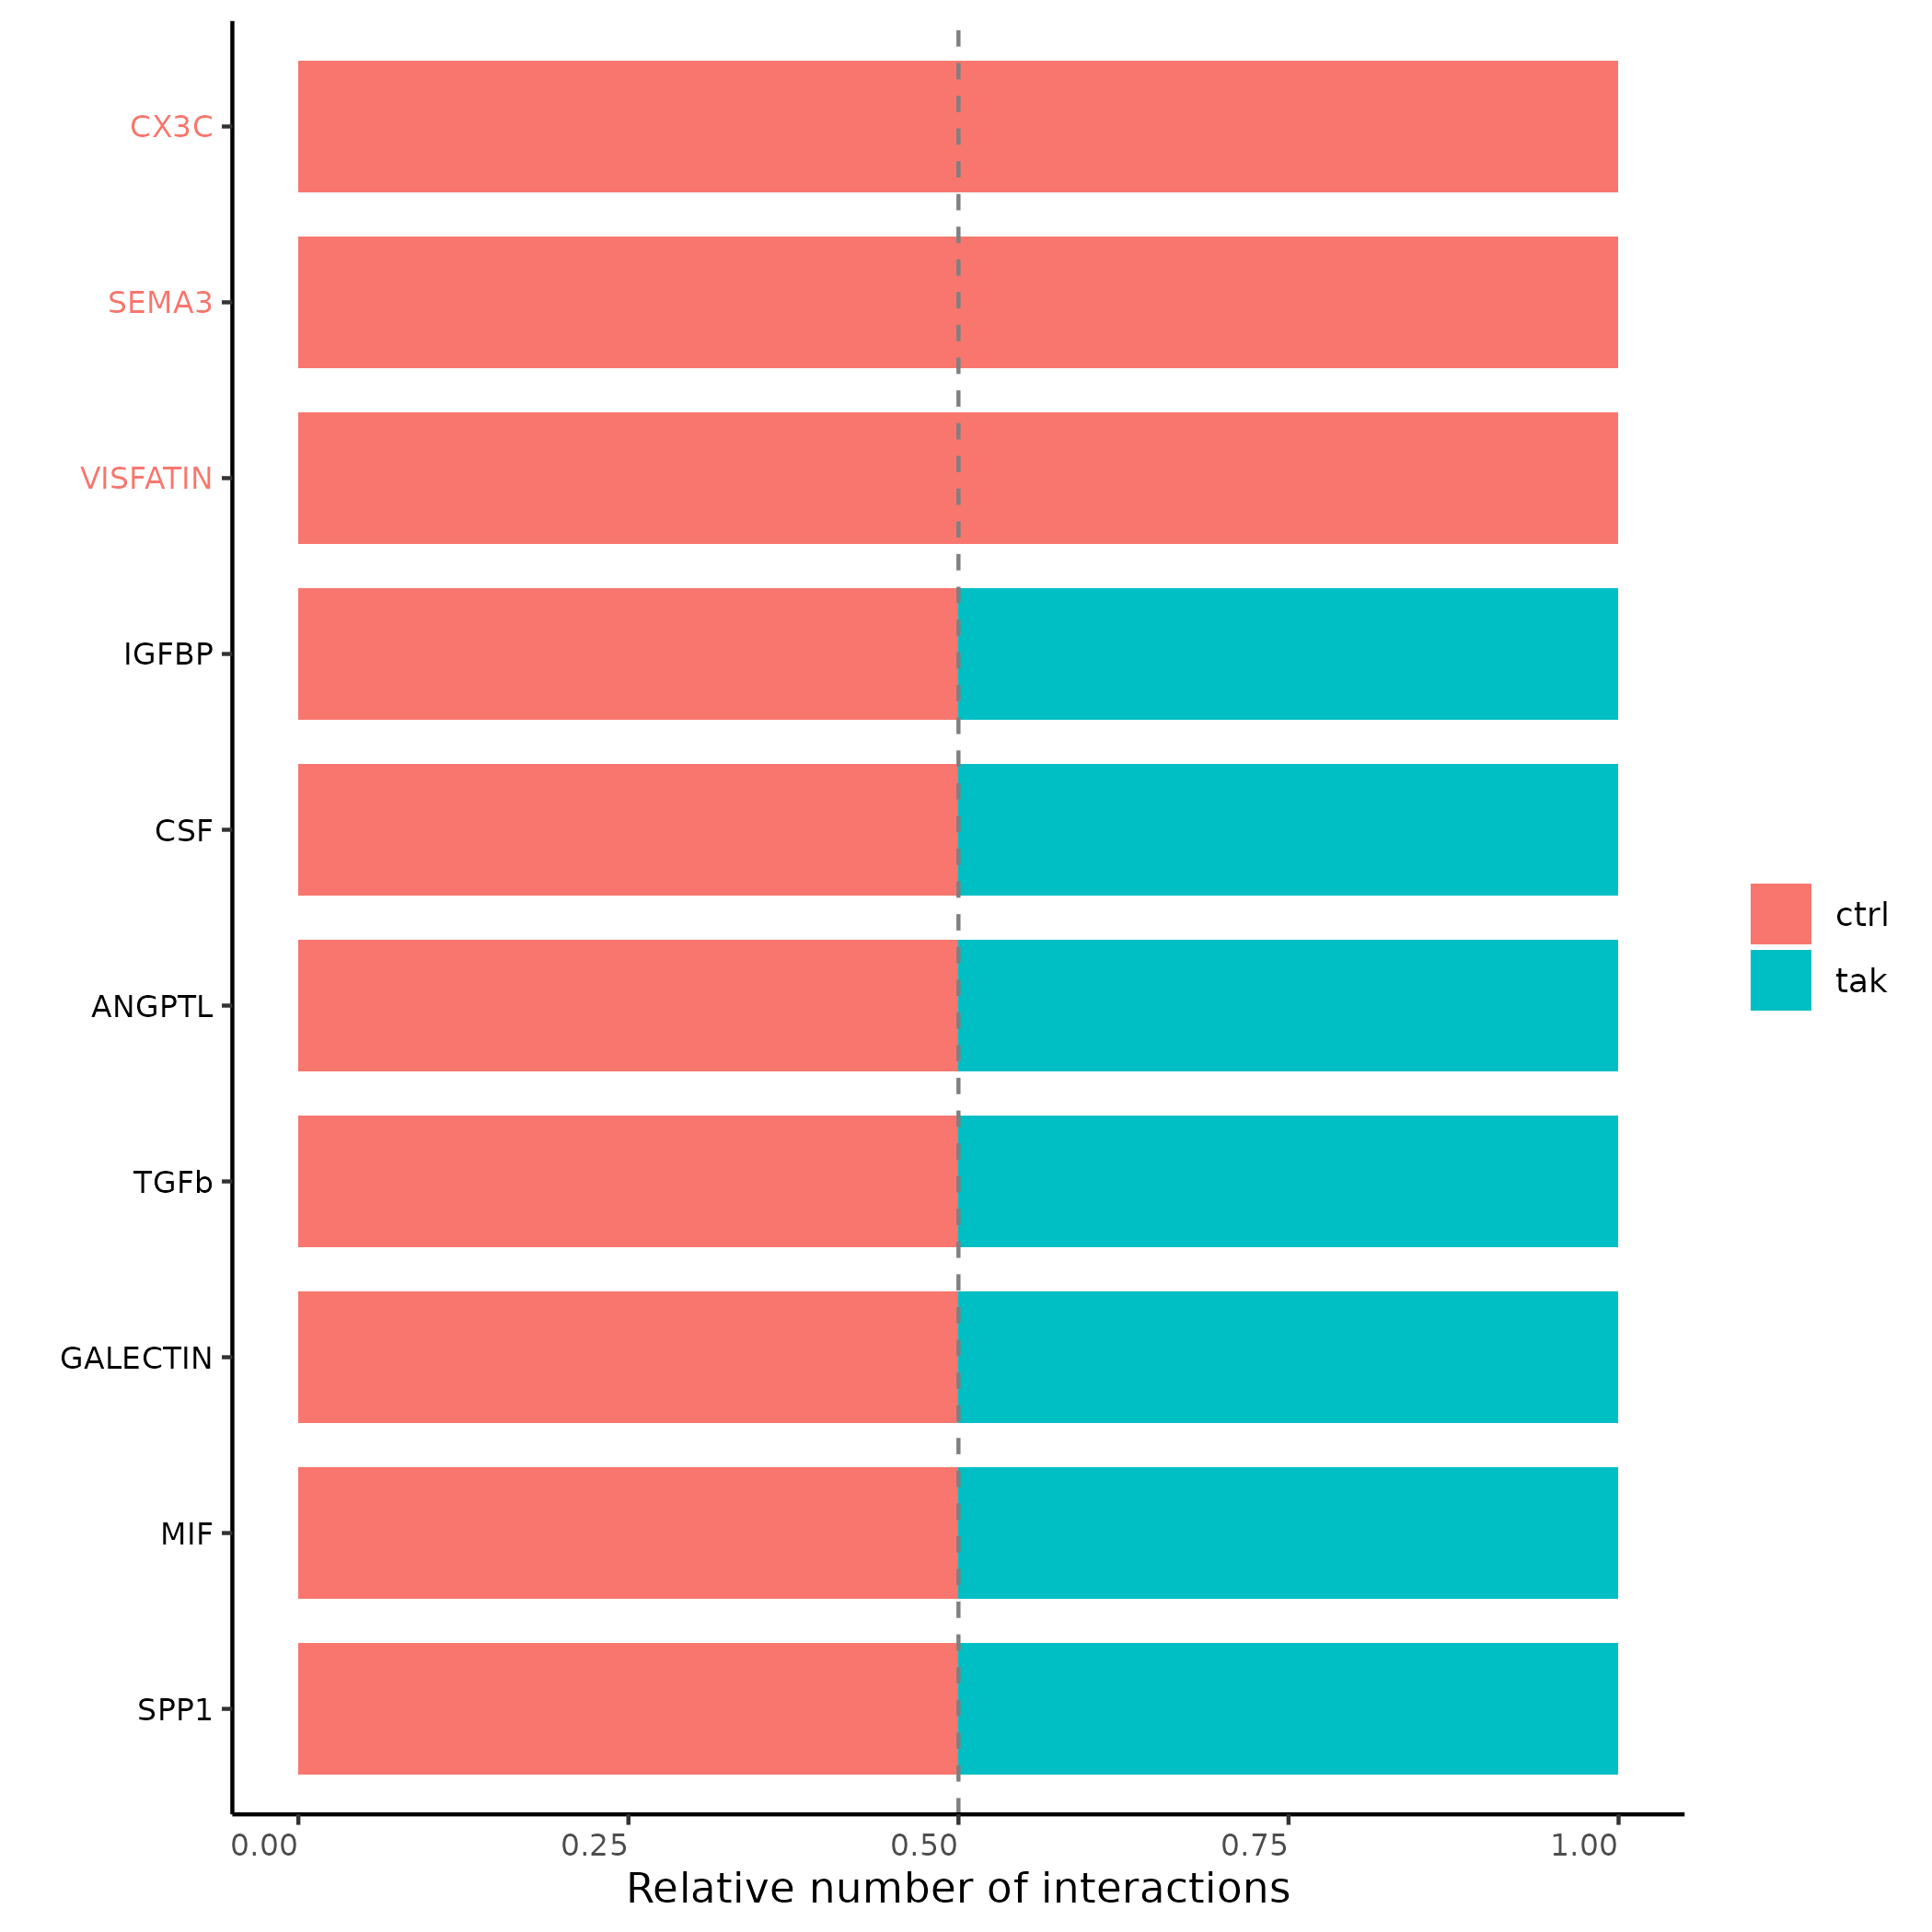 CX3C
SEMA3
VISFATIN
IGFBP
CSF
ANGPTL
TGFb
GALECTIN
MIF
SPP1
ctrl
tak
0.00 0.25 0.50 0.75 1.00
Relative number of interactions